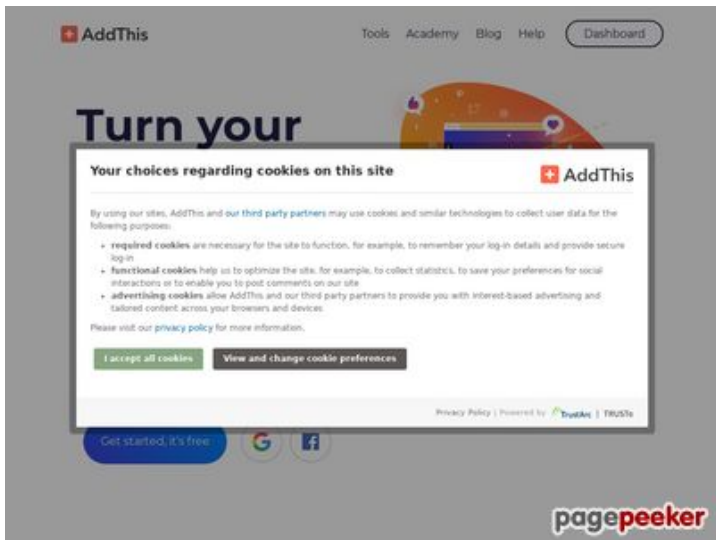 AddThis
Tools Academy Blog Help Dashboard
Turn your
Your choices regarding cookies on this site
AddThis
By using our sites, AddThis and our third party partners may use cookies and similar technologies to collect user data for the
following purposes:
required cookies are necessary for the site to function, for example, to remember your log-in details and provide secure
log-in
functional cookies help us to optimize the site, for example, to collect statistics, to save your preferences for social
interactions or to enable you to post comments on our site
advertising cookies allow AddThis and our third party partners to provide you with interest-based advertising and
tailored content across your browsers and devices
Please visit our privacy policy for more information.
I accept all cookies View and change cookie preferences
Privacy Policy | Powered by TrustArc | TRUSTe
Get started, it's free
pagepeeker